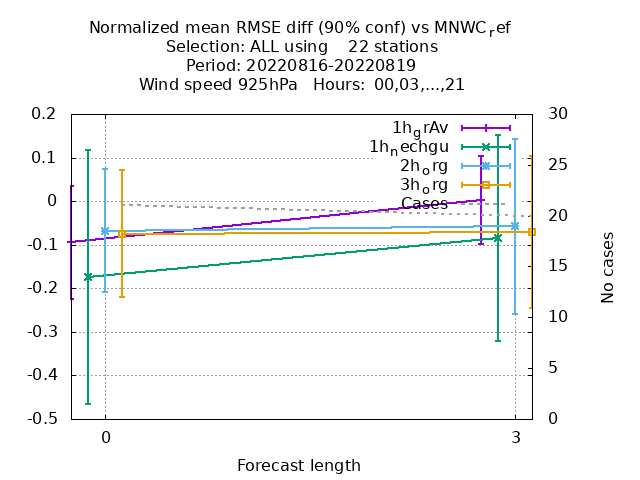 Normalized mean RMSE diff (90% conf) vs MNWC_ref
Selection: ALL using    22 stations
Period: 20220816-20220819
Wind speed 925hPa   Hours: 00,03,...,21
0.2
0.1
0
-0.1
-0.2
-0.3
-0.4
-0.5
30
25
20
15
10
5
0
1h_grAv
1h_nechgu
2h_org
3h_org
Cases
No cases
0
3
Forecast length